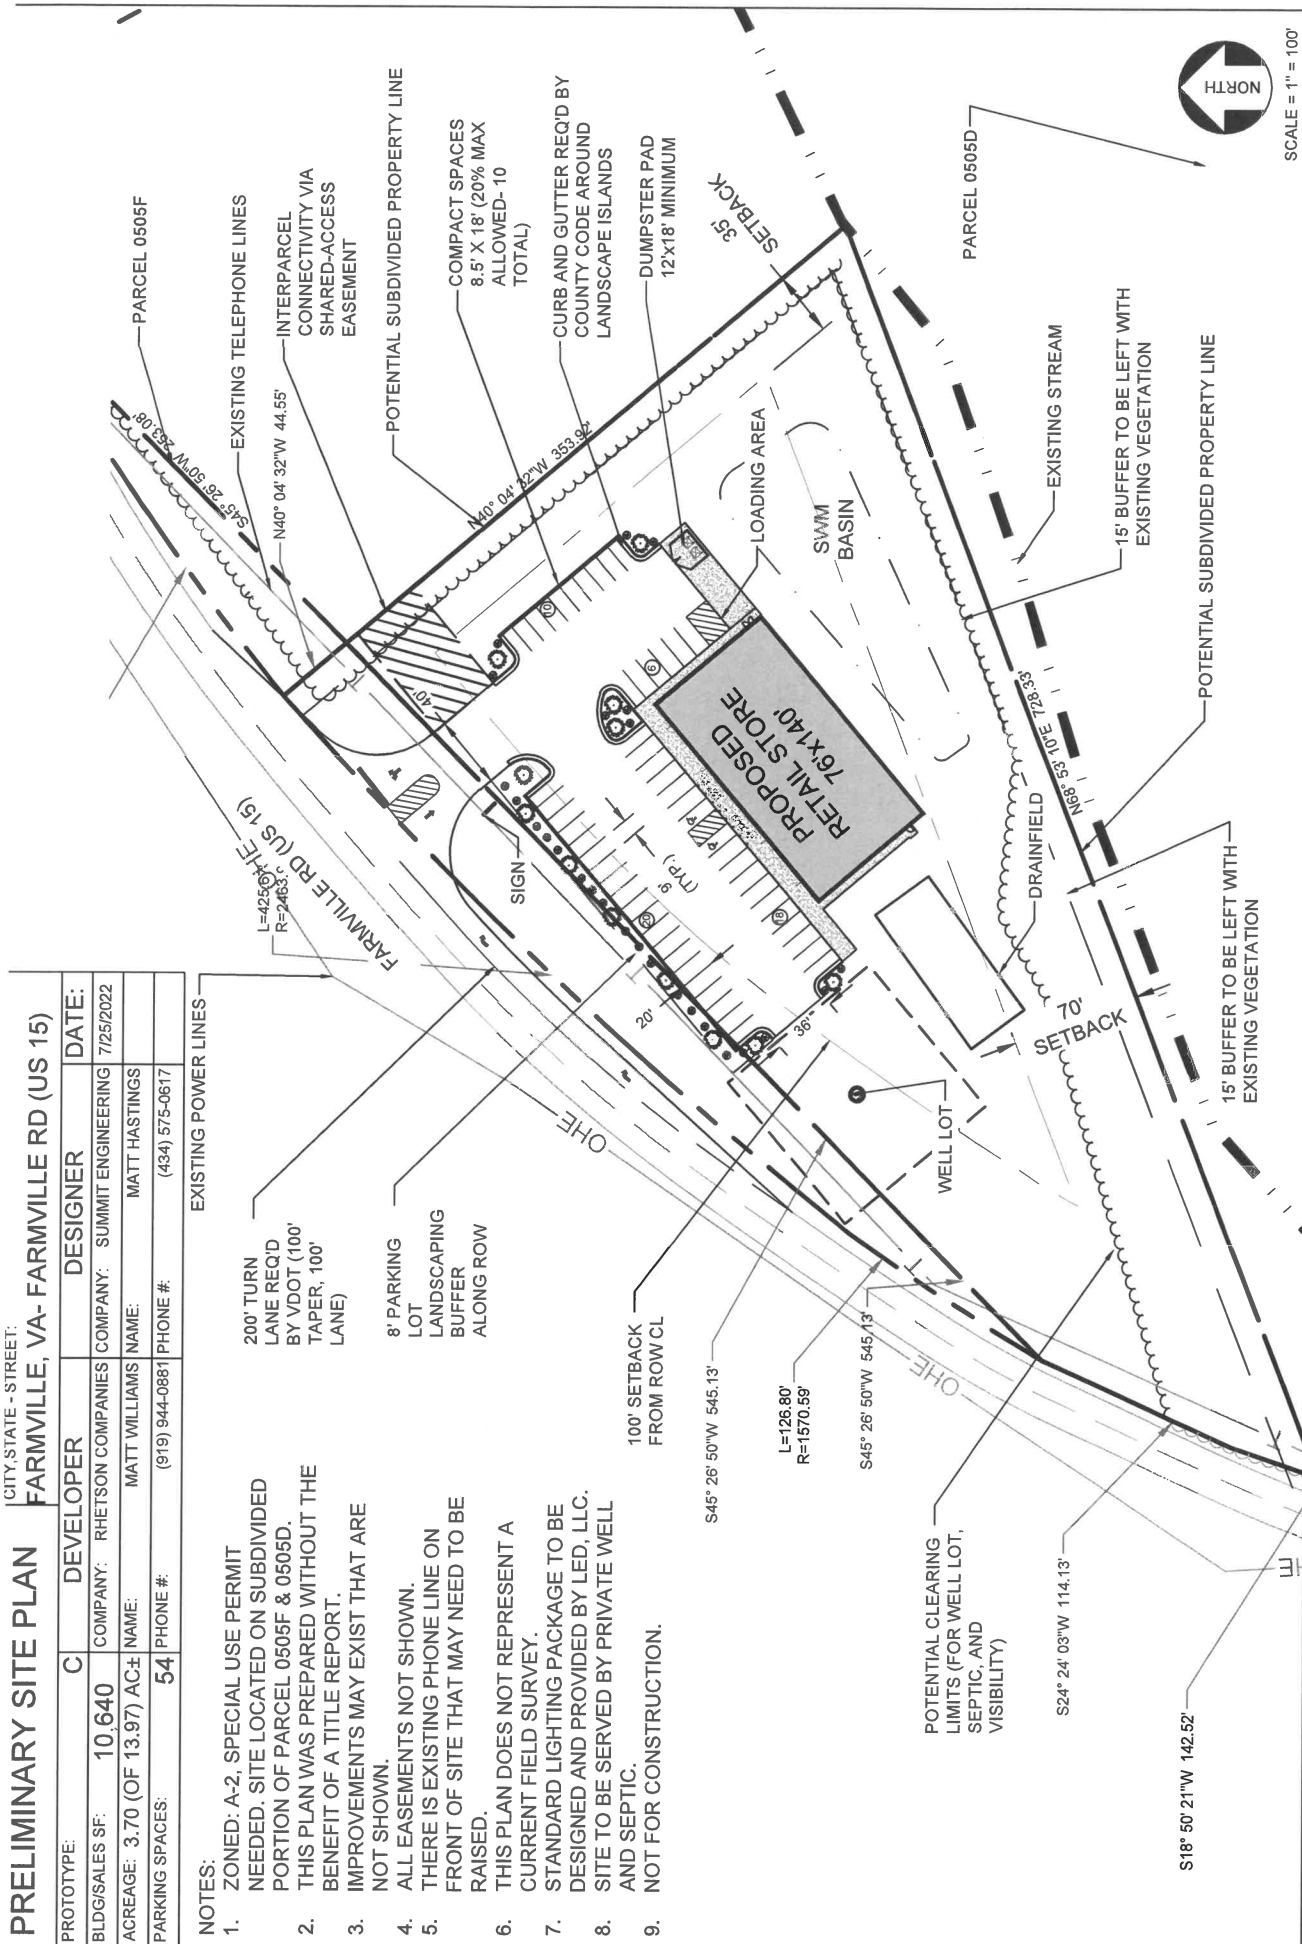 PRELIMINARY SITE PLAN
CITY,STATE - STREET:
FARMVILLE, VA- FARMVILLE RD (US 15)
PROTOTYPE: C
DEVELOPER
DESIGNER
DATE:
BLDG/SALES SF: 10,640
COMPANY: RHETSON COMPANIES
COMPANY: SUMMIT ENGINEERING
7/25/2022
ACREAGE: 3.70 (OF 13.97) AC±
NAME: MATT WILLIAMS
NAME: MATT HASTINGS
PARKING SPACES: 54
PHONE #: (919) 944-0881
PHONE #: (434) 575-0617
NOTES:
1. ZONED: A-2, SPECIAL USE PERMIT
NEEDED. SITE LOCATED ON SUBDIVIDED
PORTION OF PARCEL 0505F & 0505D.
2. THIS PLAN WAS PREPARED WITHOUT THE
BENEFIT OF A TITLE REPORT.
3. IMPROVEMENTS MAY EXIST THAT ARE
NOT SHOWN.
4. ALL EASEMENTS NOT SHOWN.
5. THERE IS EXISTING PHONE LINE ON
FRONT OF SITE THAT MAY NEED TO BE
RAISED.
6. THIS PLAN DOES NOT REPRESENT A
CURRENT FIELD SURVEY.
7. STANDARD LIGHTING PACKAGE TO BE
DESIGNED AND PROVIDED BY LED, LLC.
8. SITE TO BE SERVED BY PRIVATE WELL
AND SEPTIC.
9. NOT FOR CONSTRUCTION.
EXISTING POWER LINES
200' TURN
LANE REQ'D
BY VDOT (100'
TAPER, 100'
LANE)
8' PARKING
LOT
LANDSCAPING
BUFFER
ALONG ROW
100' SETBACK
FROM ROW CL
S45° 26' 50"W 545.13'
L=126.80'
R=1570.59'
S45° 26' 50"W 545.13'
POTENTIAL CLEARING
LIMITS (FOR WELL LOT,
SEPTIC, AND
VISIBILITY)
S24° 24' 03"W 114.13'
S18° 50' 21"W 142.52'
PARCEL 0505F
EXISTING TELEPHONE LINES
S45° 26' 50"W 253.08'
N40° 04' 32"W 44.55'
INTERPARCEL
CONNECTIVITY VIA
SHARED-ACCESS
EASEMENT
POTENTIAL SUBDIVIDED PROPERTY LINE
N40° 04' 32"W 353.92'
COMPACT SPACES
8.5' X 18' (20% MAX
ALLOWED- 10
TOTAL)
CURB AND GUTTER REQ'D BY
COUNTY CODE AROUND
LANDSCAPE ISLANDS
DUMPSTER PAD
12'x18' MINIMUM
35'
SETBACK
LOADING AREA
SWM
BASIN
FARMVILLE RD (US 15)
OHE
SIGN
40'
10
6
20
18
9'
(TYP.)
20'
36'
PROPOSED
RETAIL STORE
76'x140'
DRAINFIELD
70'
SETBACK
WELL LOT
OHE
OHE
N68° 53' 10"E 728.33'
PARCEL 0505D
EXISTING STREAM
15' BUFFER TO BE LEFT WITH
EXISTING VEGETATION
POTENTIAL SUBDIVIDED PROPERTY LINE
15' BUFFER TO BE LEFT WITH
EXISTING VEGETATION
NORTH
SCALE = 1" = 100'